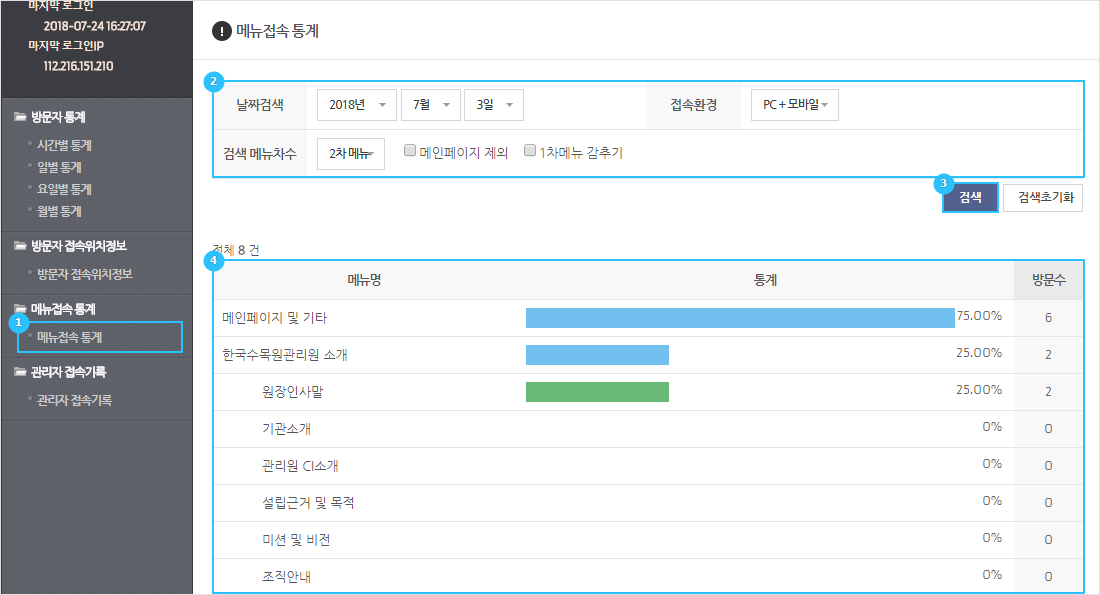 마지막 로그인
2018-07-24 16:27:07
마지막 로그인IP
112.216.151.210
방문자 통계
시간별 통계
일별 통계
요일별 통계
월별 통계
방문자 접속위치정보
방문자 접속위치정보
메뉴접속 통계
1
메뉴접속 통계
관리자 접속기록
관리자 접속기록
! 메뉴접속 통계
2
날짜검색 2018년 7월 3일 접속환경 PC + 모바일
검색 메뉴차수 2차 메뉴 메인페이지 제외 1차메뉴 감추기
3
검색 검색초기화
전체 8 건
4
메뉴명 통계 방문수
메인페이지 및 기타 75.00% 6
한국수목원관리원 소개 25.00% 2
원장인사말 25.00% 2
기관소개 0% 0
관리원 CI소개 0% 0
설립근거 및 목적 0% 0
미션 및 비전 0% 0
조직안내 0% 0